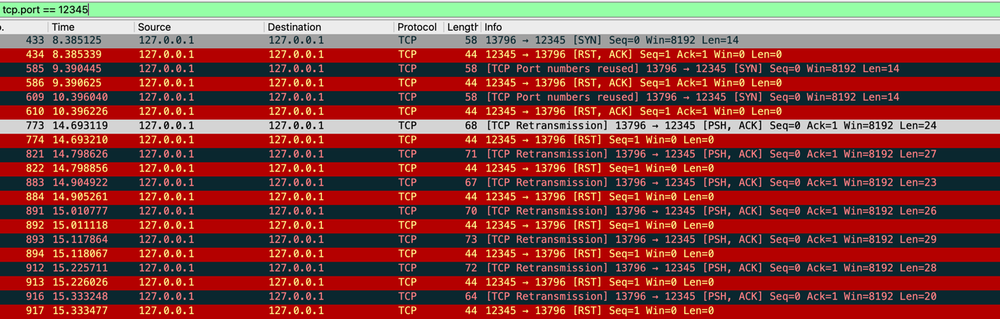 tcp.port == 12345
o. Time Source Destination Protocol Length Info
433 8.385125 127.0.0.1 127.0.0.1 TCP 58 13796 → 12345 [SYN] Seq=0 Win=8192 Len=14
434 8.385339 127.0.0.1 127.0.0.1 TCP 44 12345 → 13796 [RST, ACK] Seq=1 Ack=1 Win=0 Len=0
585 9.390445 127.0.0.1 127.0.0.1 TCP 58 [TCP Port numbers reused] 13796 → 12345 [SYN] Seq=0 Win=8192 Len=14
586 9.390625 127.0.0.1 127.0.0.1 TCP 44 12345 → 13796 [RST, ACK] Seq=1 Ack=1 Win=0 Len=0
609 10.396040 127.0.0.1 127.0.0.1 TCP 58 [TCP Port numbers reused] 13796 → 12345 [SYN] Seq=0 Win=8192 Len=14
610 10.396226 127.0.0.1 127.0.0.1 TCP 44 12345 → 13796 [RST, ACK] Seq=1 Ack=1 Win=0 Len=0
773 14.693119 127.0.0.1 127.0.0.1 TCP 68 [TCP Retransmission] 13796 → 12345 [PSH, ACK] Seq=0 Ack=1 Win=8192 Len=24
774 14.693210 127.0.0.1 127.0.0.1 TCP 44 12345 → 13796 [RST] Seq=1 Win=0 Len=0
821 14.798626 127.0.0.1 127.0.0.1 TCP 71 [TCP Retransmission] 13796 → 12345 [PSH, ACK] Seq=0 Ack=1 Win=8192 Len=27
822 14.798856 127.0.0.1 127.0.0.1 TCP 44 12345 → 13796 [RST] Seq=1 Win=0 Len=0
883 14.904922 127.0.0.1 127.0.0.1 TCP 67 [TCP Retransmission] 13796 → 12345 [PSH, ACK] Seq=0 Ack=1 Win=8192 Len=23
884 14.905261 127.0.0.1 127.0.0.1 TCP 44 12345 → 13796 [RST] Seq=1 Win=0 Len=0
891 15.010777 127.0.0.1 127.0.0.1 TCP 70 [TCP Retransmission] 13796 → 12345 [PSH, ACK] Seq=0 Ack=1 Win=8192 Len=26
892 15.011118 127.0.0.1 127.0.0.1 TCP 44 12345 → 13796 [RST] Seq=1 Win=0 Len=0
893 15.117864 127.0.0.1 127.0.0.1 TCP 73 [TCP Retransmission] 13796 → 12345 [PSH, ACK] Seq=0 Ack=1 Win=8192 Len=29
894 15.118067 127.0.0.1 127.0.0.1 TCP 44 12345 → 13796 [RST] Seq=1 Win=0 Len=0
912 15.225711 127.0.0.1 127.0.0.1 TCP 72 [TCP Retransmission] 13796 → 12345 [PSH, ACK] Seq=0 Ack=1 Win=8192 Len=28
913 15.226026 127.0.0.1 127.0.0.1 TCP 44 12345 → 13796 [RST] Seq=1 Win=0 Len=0
916 15.333248 127.0.0.1 127.0.0.1 TCP 64 [TCP Retransmission] 13796 → 12345 [PSH, ACK] Seq=0 Ack=1 Win=8192 Len=20
917 15.333477 127.0.0.1 127.0.0.1 TCP 44 12345 → 13796 [RST] Seq=1 Win=0 Len=0